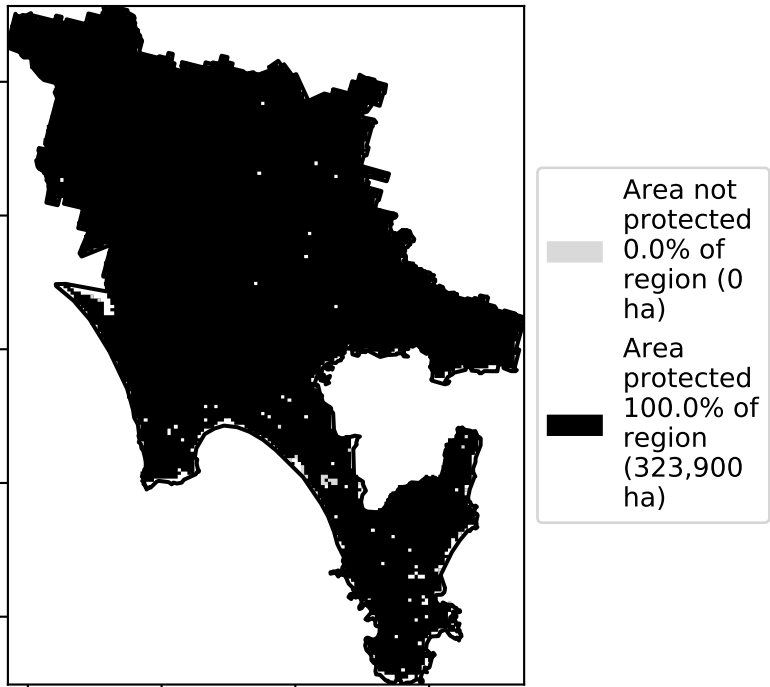 Area not
protected
0.0% of
region (0
ha)
Area
protected
100.0% of
region
(323,900
ha)